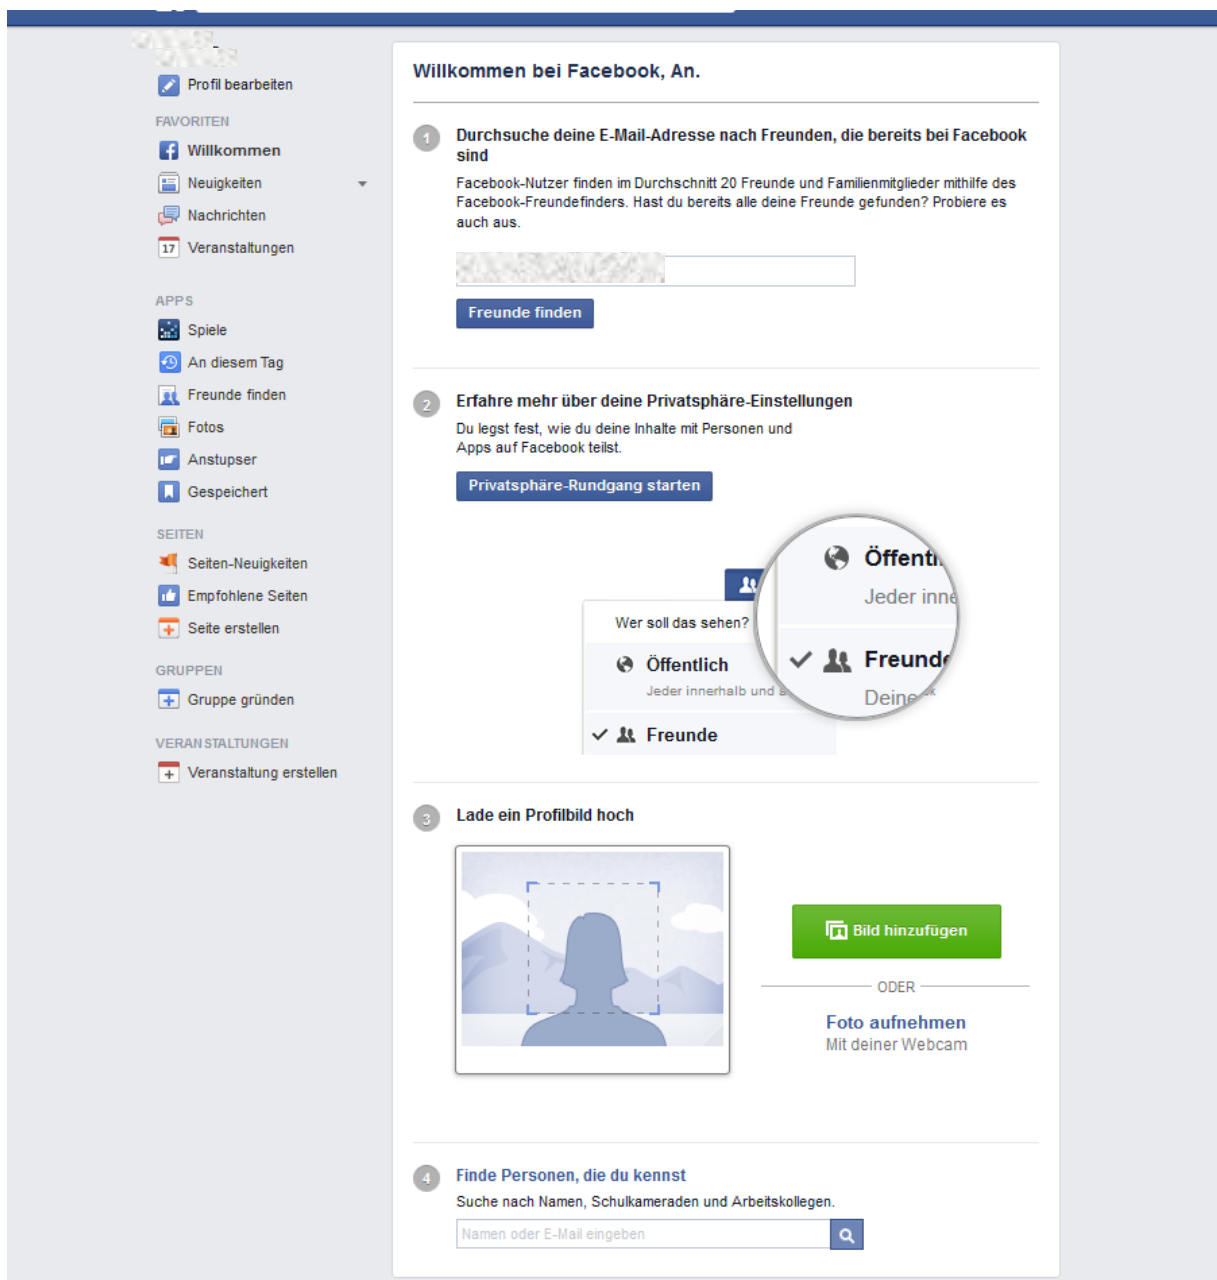 Profil bearbeiten
FAVORITEN
Willkommen
Neuigkeiten
Nachrichten
17 Veranstaltungen
APPS
Spiele
An diesem Tag
Freunde finden
Fotos
Anstupser
Gespeichert
SEITEN
Seiten-Neuigkeiten
Empfohlene Seiten
Seite erstellen
GRUPPEN
Gruppe gründen
VERANSTALTUNGEN
Veranstaltung erstellen
Willkommen bei Facebook, An.
1 Durchsuche deine E-Mail-Adresse nach Freunden, die bereits bei Facebook
sind
Facebook-Nutzer finden im Durchschnitt 20 Freunde und Familienmitglieder mithilfe des
Facebook-Freundefinders. Hast du bereits alle deine Freunde gefunden? Probiere es
auch aus.
Freunde finden
2 Erfahre mehr über deine Privatsphäre-Einstellungen
Du legst fest, wie du deine Inhalte mit Personen und
Apps auf Facebook teilst.
Privatsphäre-Rundgang starten
Wer soll das sehen?
Öffentlich
Jeder innerhalb und
Freunde
Öffentl
Jeder inne
Freunde
Deine
3 Lade ein Profilbild hoch
Bild hinzufügen
ODER
Foto aufnehmen
Mit deiner Webcam
4 Finde Personen, die du kennst
Suche nach Namen, Schulkameraden und Arbeitskollegen.
Namen oder E-Mail eingeben